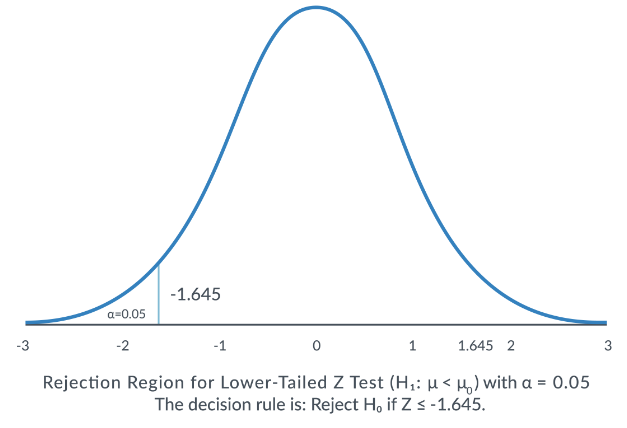 -1.645
α=0.05
-3 -2 -1 0 1 1.645 2 3
Rejection Region for Lower-Tailed Z Test (H₁: μ < μ₀) with α = 0.05
The decision rule is: Reject H₀ if Z ≤ -1.645.